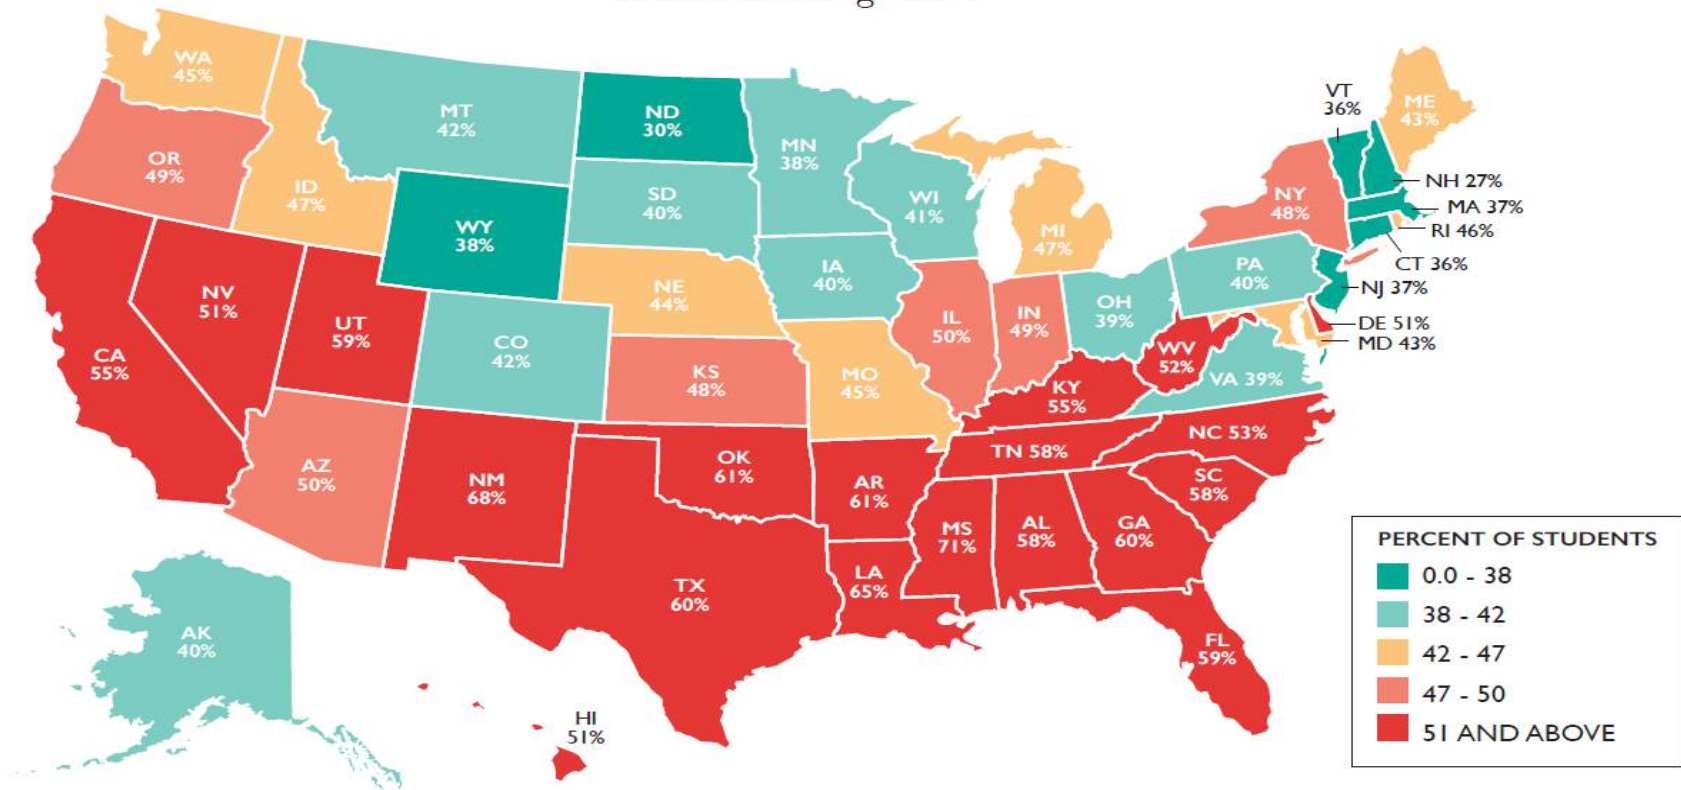 WA
45%
MT
42%
ND
30%
MN
38%
VT
36%
ME
43%
OR
49%
ID
47%
WY
38%
SD
40%
WI
41%
MI
47%
NY
48%
NH 27%
MA 37%
RI 46%
CT 36%
NJ 37%
DE 51%
MD 43%
NV
51%
UT
59%
CA
55%
CO
42%
NE
44%
IA
40%
IL
50%
IN
49%
OH
39%
PA
40%
WV
52%
VA 39%
KS
48%
MO
45%
KY
55%
AZ
50%
NM
68%
OK
61%
AR
61%
TN 58%
NC 53%
SC
58%
MS
71%
AL
58%
GA
60%
TX
60%
LA
65%
FL
59%
AK
40%
HI
51%
PERCENT OF STUDENTS
0.0 - 38
38 - 42
42 - 47
47 - 50
51 AND ABOVE